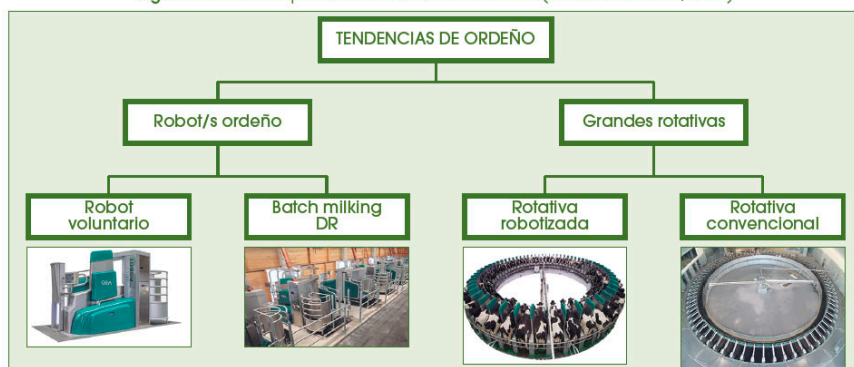 TENDENCIAS DE ORDEÑO
Robot/s ordeño
Grandes rotativas
Robot
voluntario
Batch milking
DR
Rotativa
robotizada
Rotativa
convencional